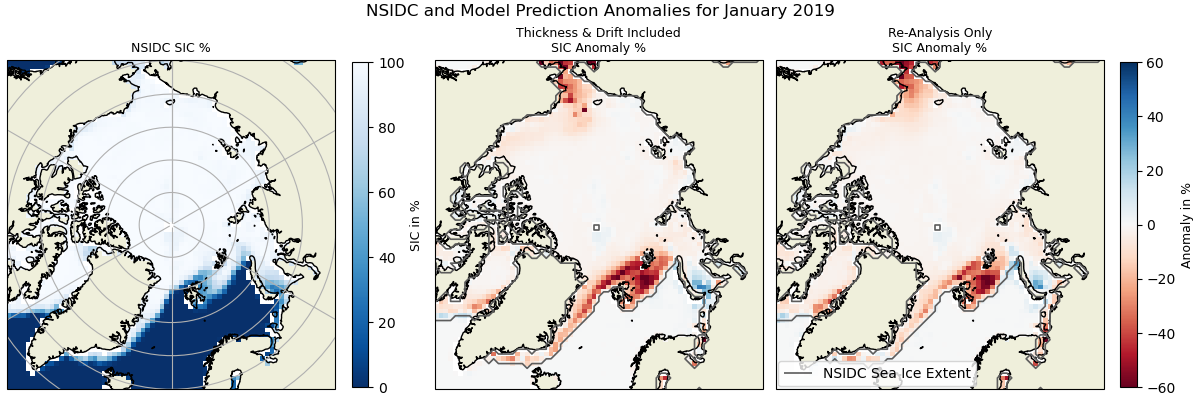 NSIDC and Model Prediction Anomalies for January 2019
NSIDC SIC %
100
80
60
40
20
0
SIC in %
Thickness & Drift Included
SIC Anomaly %
Re-Analysis Only
SIC Anomaly %
NSIDC Sea Ice Extent
60
40
20
0
−20
−40
−60
Anomaly in %